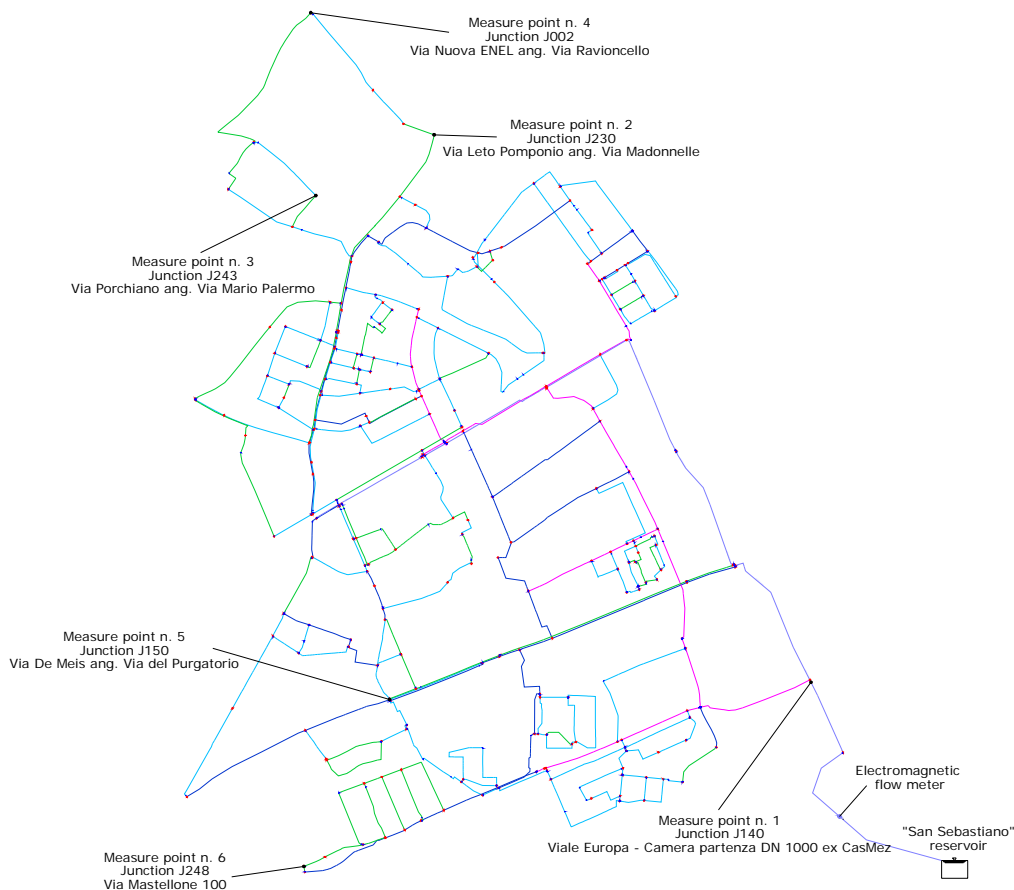 Measure point n. 4
Junction J002
Via Nuova ENEL ang. Via Ravioncello
Measure point n. 2
Junction J230
Via Leto Pomponio ang. Via Madonnelle
Measure point n. 3
Junction J243
Via Porchiano ang. Via Mario Palermo
Measure point n. 5
Junction J150
Via De Meis ang. Via del Purgatorio
Electromagnetic
flow meter
"San Sebastiano"
reservoir
Measure point n. 1
Junction J140
Viale Europa - Camera partenza DN 1000 ex CasMez
Measure point n. 6
Junction J248
Via Mastellone 100